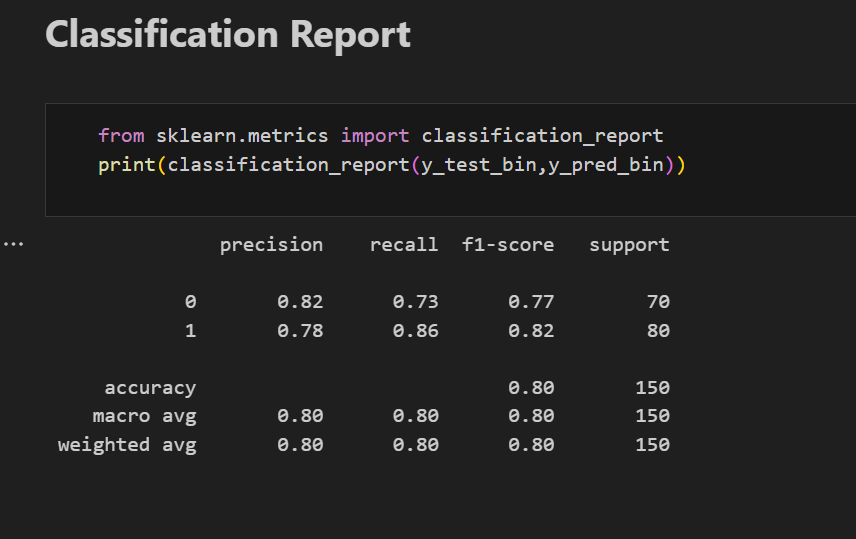 Classification Report
from sklearn.metrics import classification_report
print(classification_report(y_test_bin,y_pred_bin))
... precision recall f1-score support
0 0.82 0.73 0.77 70
1 0.78 0.86 0.82 80
accuracy 0.80 150
macro avg 0.80 0.80 0.80 150
weighted avg 0.80 0.80 0.80 150